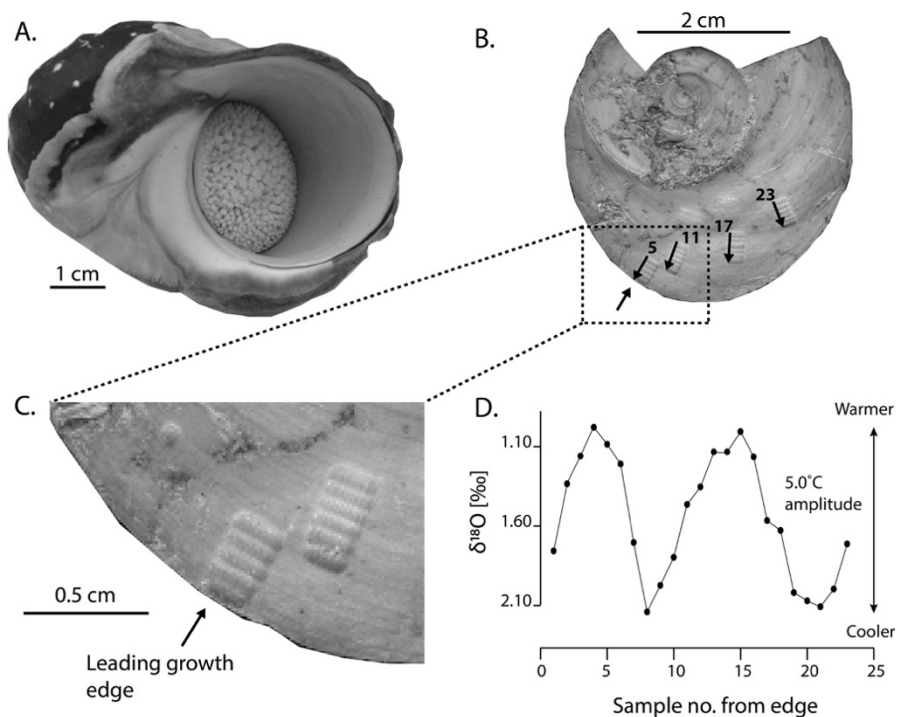 A.
1 cm
B.
2 cm
5
11
17
23
C.
0.5 cm
Leading growth
edge
D.
Warmer
1.10
5.0˚C
amplitude
δ¹⁸O [‰]
1.60
2.10
Cooler
0 5 10 15 20 25
Sample no. from edge